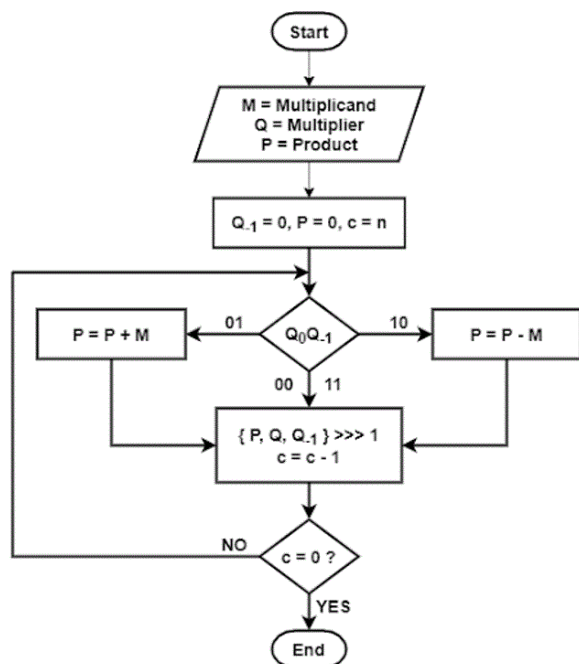 Start
M = Multiplicand
Q = Multiplier
P = Product
Q₋₁ = 0, P = 0, c = n
P = P + M
01
Q₀Q₋₁
10
P = P - M
00 11
{ P, Q, Q₋₁ } >>> 1
c = c - 1
NO
c = 0 ?
YES
End